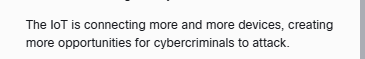 The IoT is connecting more and more devices, creating
more opportunities for cybercriminals to attack.